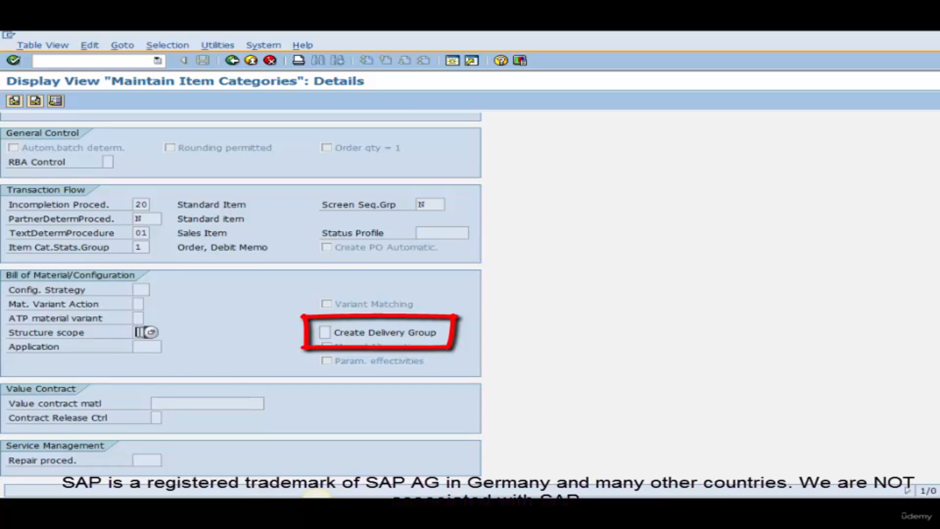 Table View Edit Goto Selection Utilities System Help
Display View "Maintain Item Categories": Details
General Control
Autom.batch determ. Rounding permitted Order qty = 1
RBA Control
Transaction Flow
Incompletion Proced. 20 Standard Item Screen Seq.Grp N
PartnerDetermProced. N Standard item
TextDetermProcedure 01 Sales Item Status Profile
Item Cat.Stats.Group 1 Order, Debit Memo Create PO Automatic.
Bill of Material/Configuration
Config. Strategy
Mat. Variant Action Variant Matching
ATP material variant
Structure scope Create Delivery Group
Application
Param. effectivities
Value Contract
Value contract matl
Contract Release Ctrl
Service Management
Repair proced.
SAP is a registered trademark of SAP AG in Germany and many other countries. We are NOT
associated with SAP
1/0
ûdemy